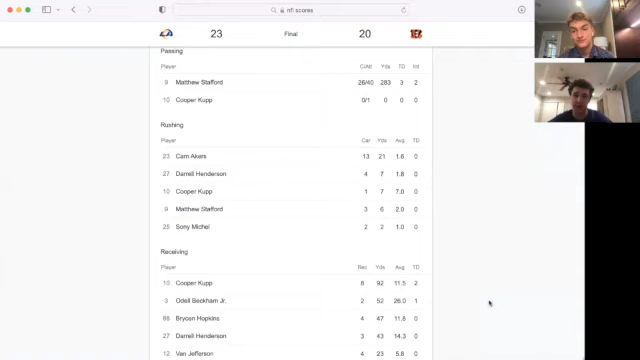 nfl scores
23 Final 20
Passing
Player C/Att Yds TD Int
9 Matthew Stafford 26/40 283 3 2
10 Cooper Kupp 0/1 0 0 0
Rushing
Player Car Yds Avg TD
23 Cam Akers 13 21 1.6 0
27 Darrell Henderson 4 7 1.8 0
10 Cooper Kupp 1 7 7.0 0
9 Matthew Stafford 3 6 2.0 0
25 Sony Michel 2 2 1.0 0
Receiving
Player Rec Yds Avg TD
10 Cooper Kupp 8 92 11.5 2
3 Odell Beckham Jr. 2 52 26.0 1
88 Brycen Hopkins 4 47 11.8 0
27 Darrell Henderson 3 43 14.3 0
12 Van Jefferson 4 23 5.8 0